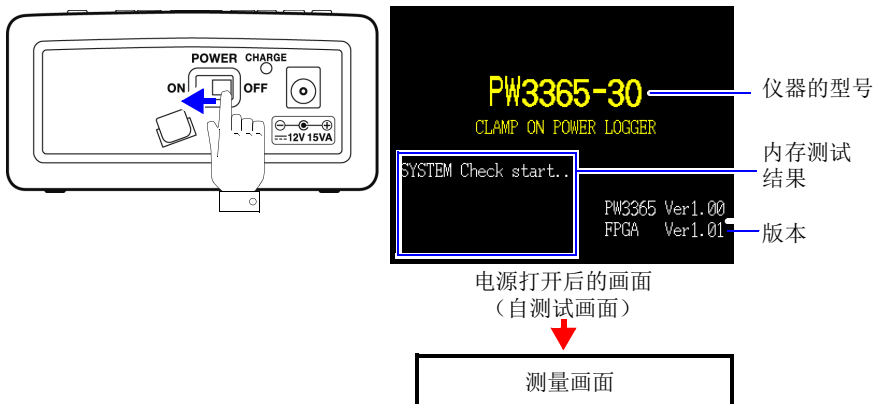 POWER CHARGE
ON OFF
12V 15VA
PW3365-30
CLAMP ON POWER LOGGER
SYSTEM Check start..
PW3365 Ver1.00
FPGA Ver1.01
仪器的型号
内存测试
结果
版本
电源打开后的画面
（自测试画面）
测量画面